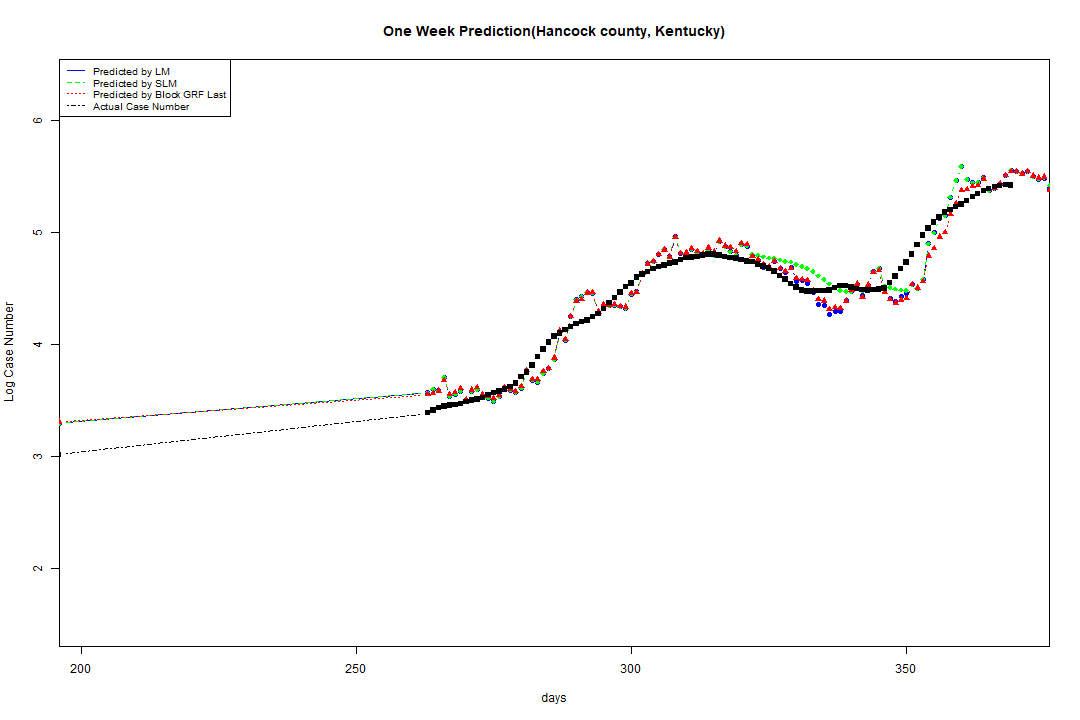 One Week Prediction(Hancock county, Kentucky)
Predicted by LM
Predicted by SLM
Predicted by Block GRF Last
Actual Case Number
Log Case Number
6
5
4
3
2
200 250 300 350
days